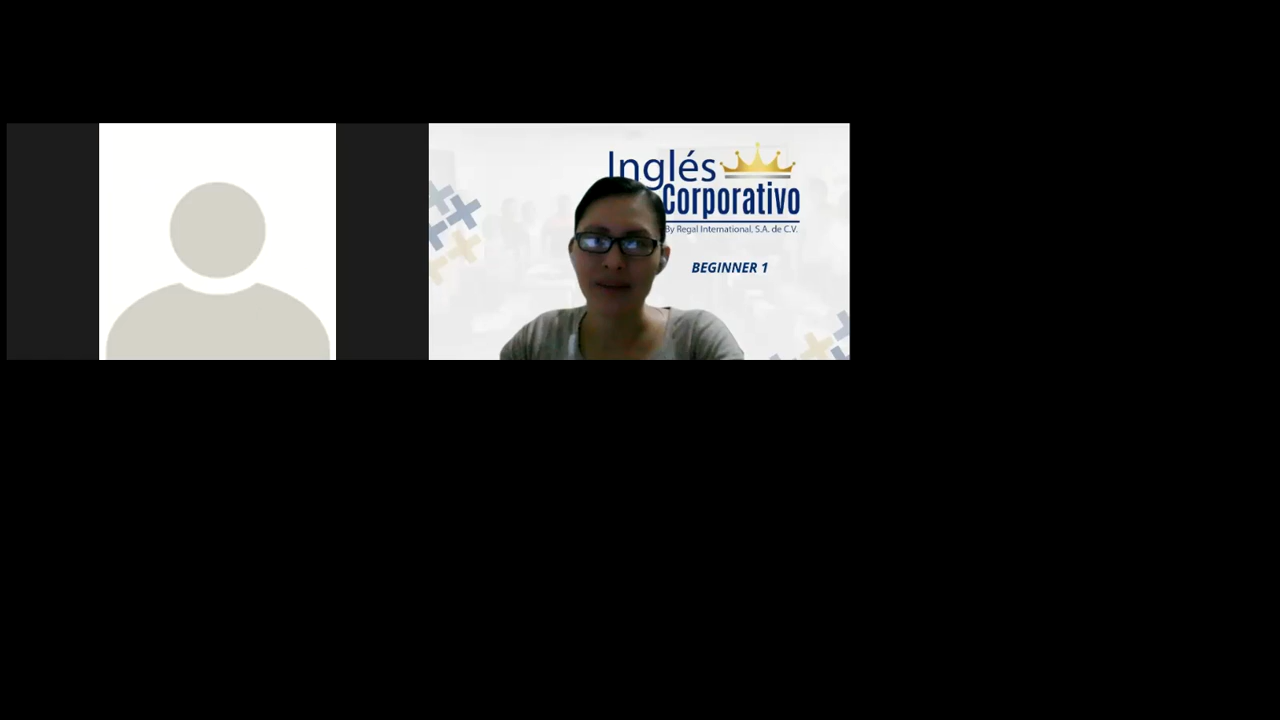 Inglés
Corporativo
By Regal International, S.A. de C.V.
BEGINNER 1